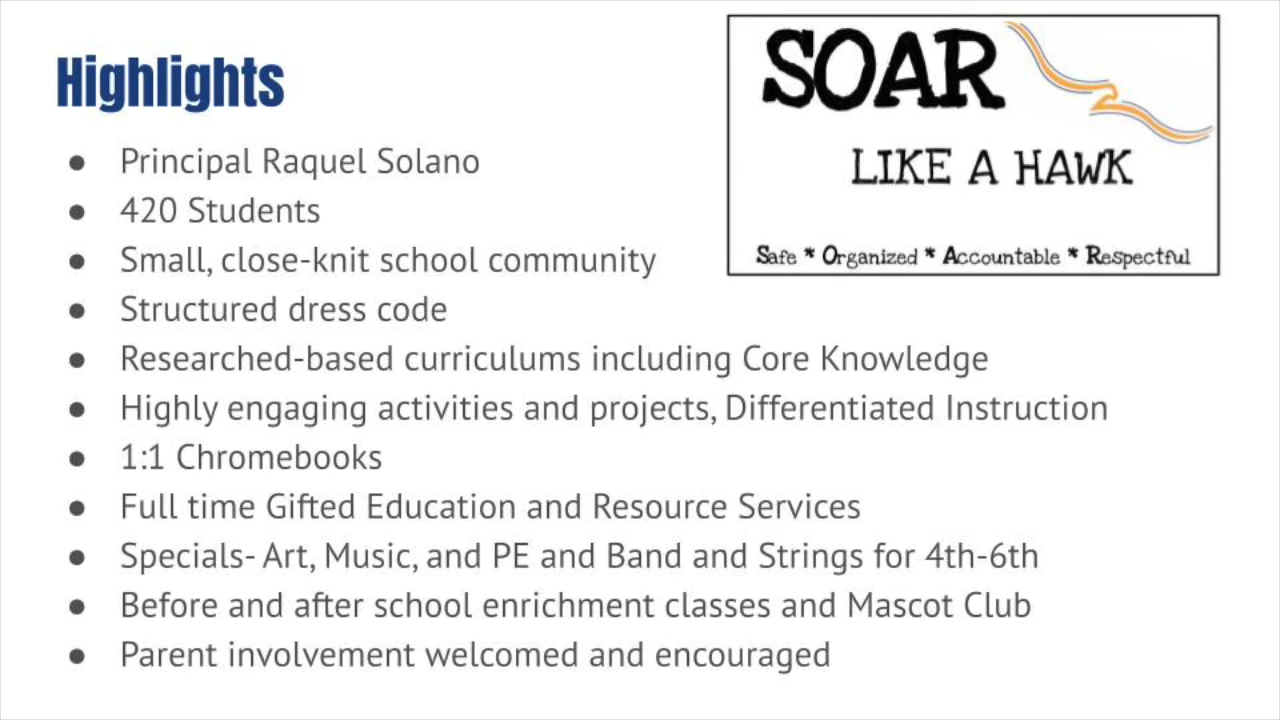 Highlights
● Principal Raquel Solano
● 420 Students
● Small, close-knit school community
● Structured dress code
● Researched-based curriculums including Core Knowledge
● Highly engaging activities and projects, Differentiated Instruction
● 1:1 Chromebooks
● Full time Gifted Education and Resource Services
● Specials- Art, Music, and PE and Band and Strings for 4th-6th
● Before and after school enrichment classes and Mascot Club
● Parent involvement welcomed and encouraged
SOAR
LIKE A HAWK
Safe * Organized * Accountable * Respectful